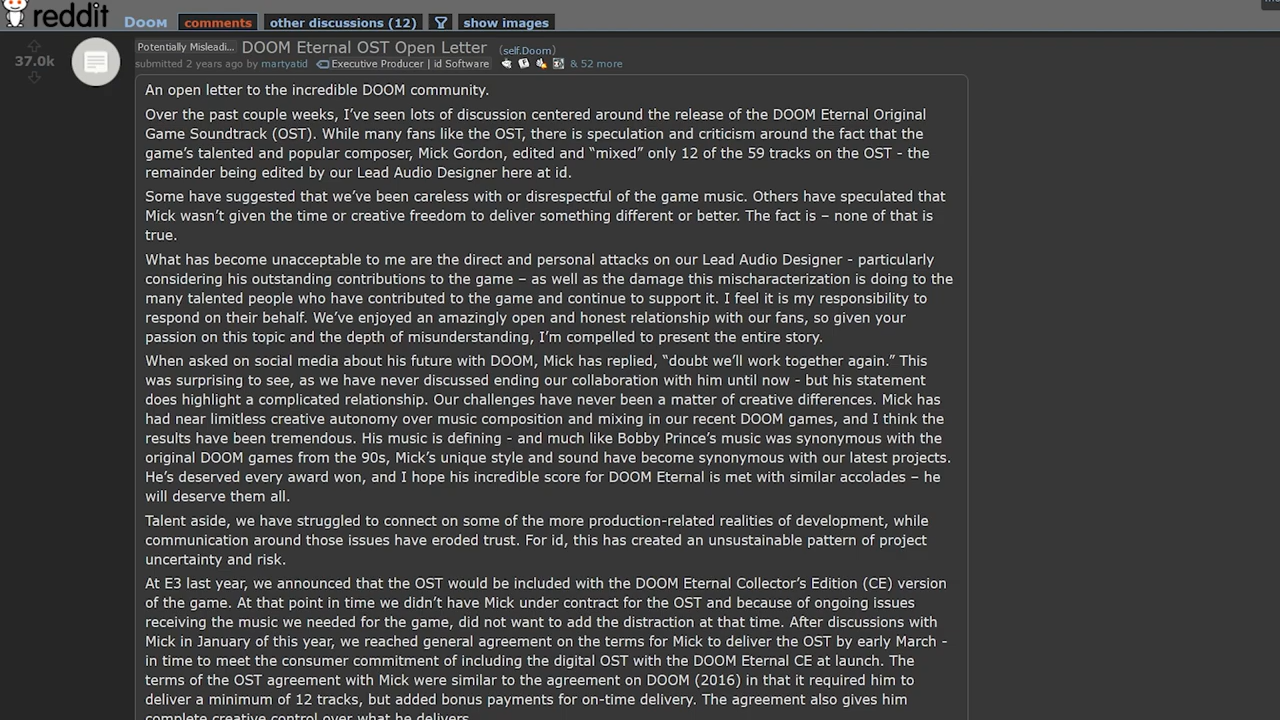 reddit DOOM comments other discussions (12) show images
Potentially Misleadi... DOOM Eternal OST Open Letter (self.Doom)
37.0k
submitted 2 years ago by martyatid Executive Producer | id Software & 52 more
An open letter to the incredible DOOM community.
Over the past couple weeks, I’ve seen lots of discussion centered around the release of the DOOM Eternal Original
Game Soundtrack (OST). While many fans like the OST, there is speculation and criticism around the fact that the
game’s talented and popular composer, Mick Gordon, edited and “mixed” only 12 of the 59 tracks on the OST - the
remainder being edited by our Lead Audio Designer here at id.
Some have suggested that we’ve been careless with or disrespectful of the game music. Others have speculated that
Mick wasn’t given the time or creative freedom to deliver something different or better. The fact is – none of that is
true.
What has become unacceptable to me are the direct and personal attacks on our Lead Audio Designer - particularly
considering his outstanding contributions to the game – as well as the damage this mischaracterization is doing to the
many talented people who have contributed to the game and continue to support it. I feel it is my responsibility to
respond on their behalf. We’ve enjoyed an amazingly open and honest relationship with our fans, so given your
passion on this topic and the depth of misunderstanding, I’m compelled to present the entire story.
When asked on social media about his future with DOOM, Mick has replied, “doubt we’ll work together again.” This
was surprising to see, as we have never discussed ending our collaboration with him until now - but his statement
does highlight a complicated relationship. Our challenges have never been a matter of creative differences. Mick has
had near limitless creative autonomy over music composition and mixing in our recent DOOM games, and I think the
results have been tremendous. His music is defining - and much like Bobby Prince’s music was synonymous with the
original DOOM games from the 90s, Mick’s unique style and sound have become synonymous with our latest projects.
He’s deserved every award won, and I hope his incredible score for DOOM Eternal is met with similar accolades – he
will deserve them all.
Talent aside, we have struggled to connect on some of the more production-related realities of development, while
communication around those issues have eroded trust. For id, this has created an unsustainable pattern of project
uncertainty and risk.
At E3 last year, we announced that the OST would be included with the DOOM Eternal Collector’s Edition (CE) version
of the game. At that point in time we didn’t have Mick under contract for the OST and because of ongoing issues
receiving the music we needed for the game, did not want to add the distraction at that time. After discussions with
Mick in January of this year, we reached general agreement on the terms for Mick to deliver the OST by early March -
in time to meet the consumer commitment of including the digital OST with the DOOM Eternal CE at launch. The
terms of the OST agreement with Mick were similar to the agreement on DOOM (2016) in that it required him to
deliver a minimum of 12 tracks, but added bonus payments for on-time delivery. The agreement also gives him
complete creative control over what he delivers.